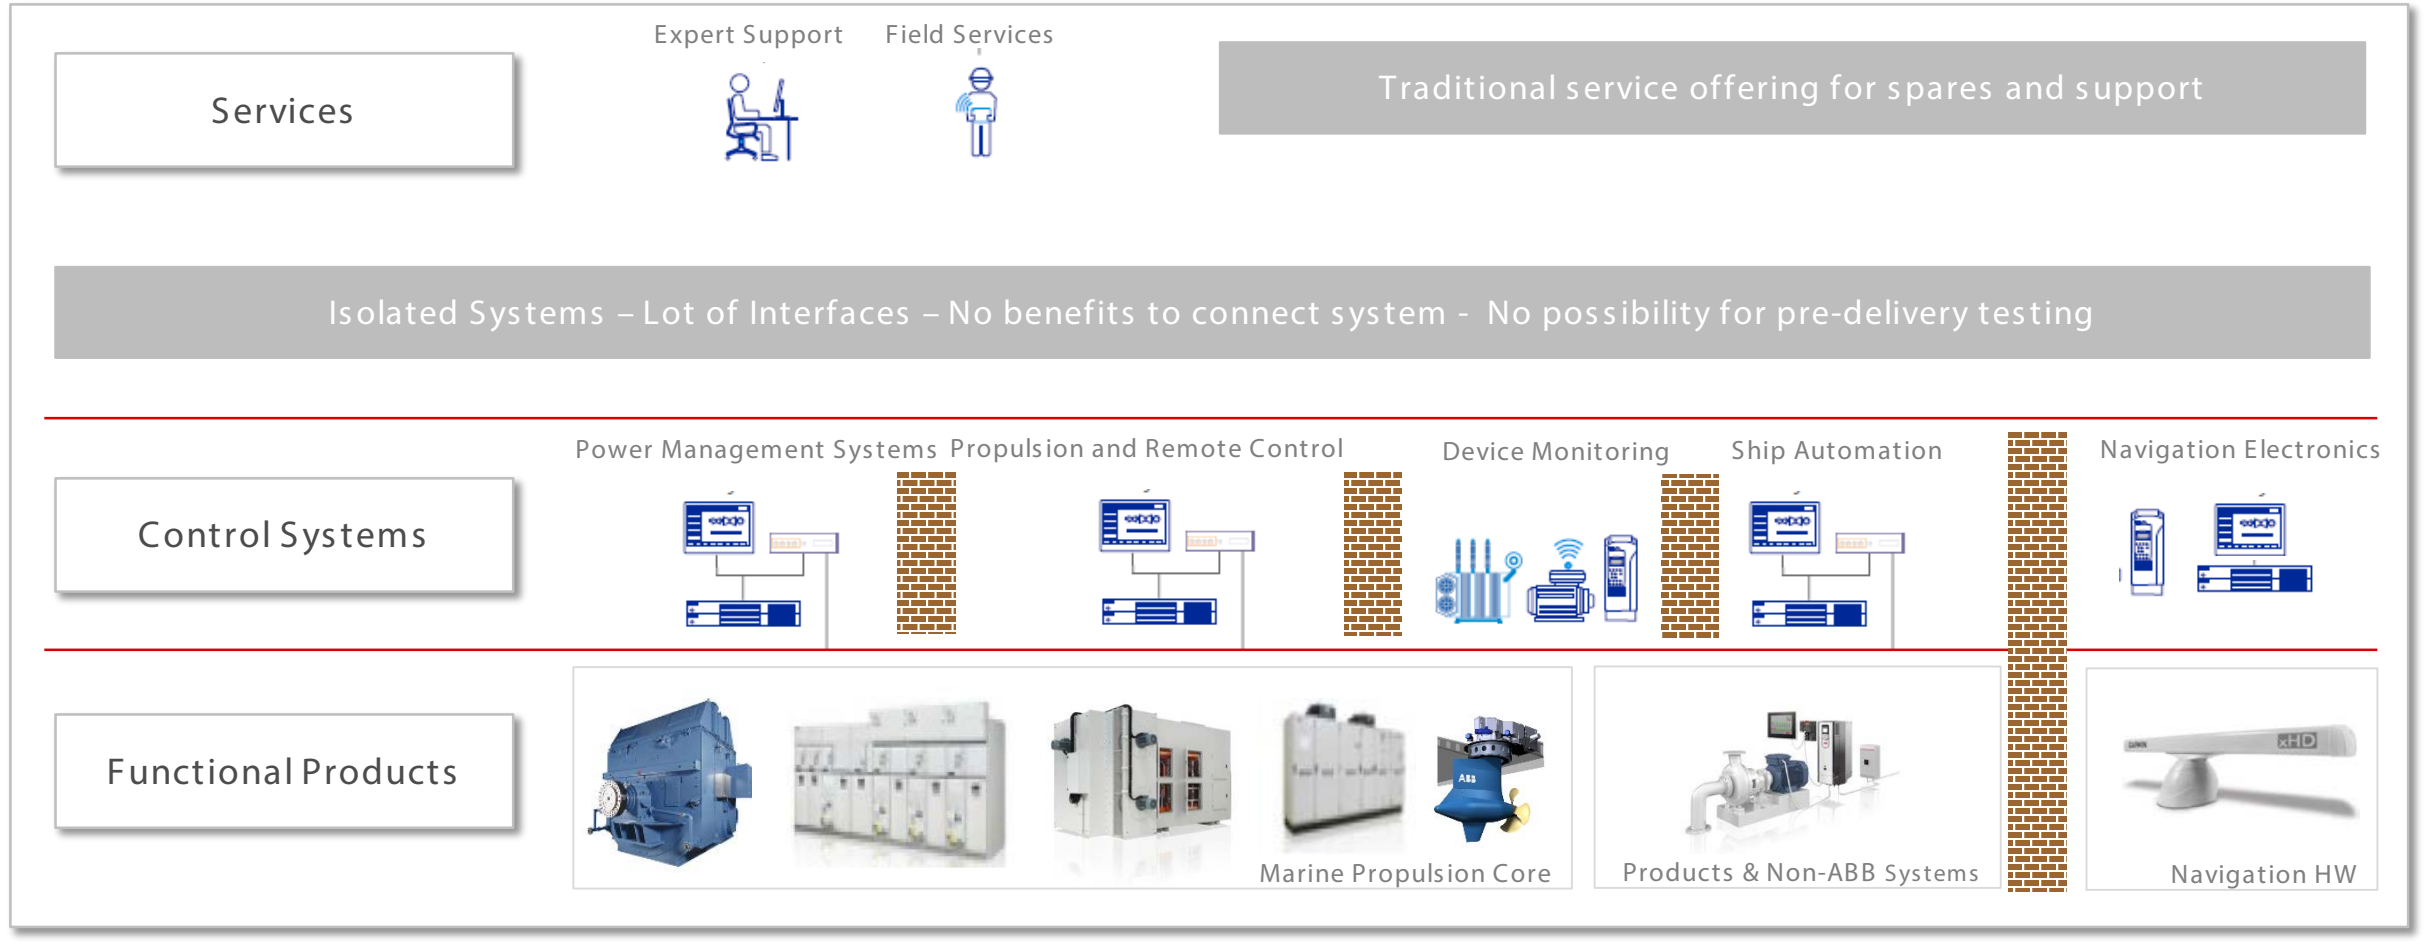 Expert Support
Field Services
Services
Traditional service offering for spares and support
Isolated Systems – Lot of Interfaces – No benefits to connect system - No possibility for pre-delivery testing
Power Management Systems
Propulsion and Remote Control
Device Monitoring
Ship Automation
Navigation Electronics
Control Systems
Functional Products
ABB
xHD
Marine Propulsion Core
Products & Non-ABB Systems
Navigation HW